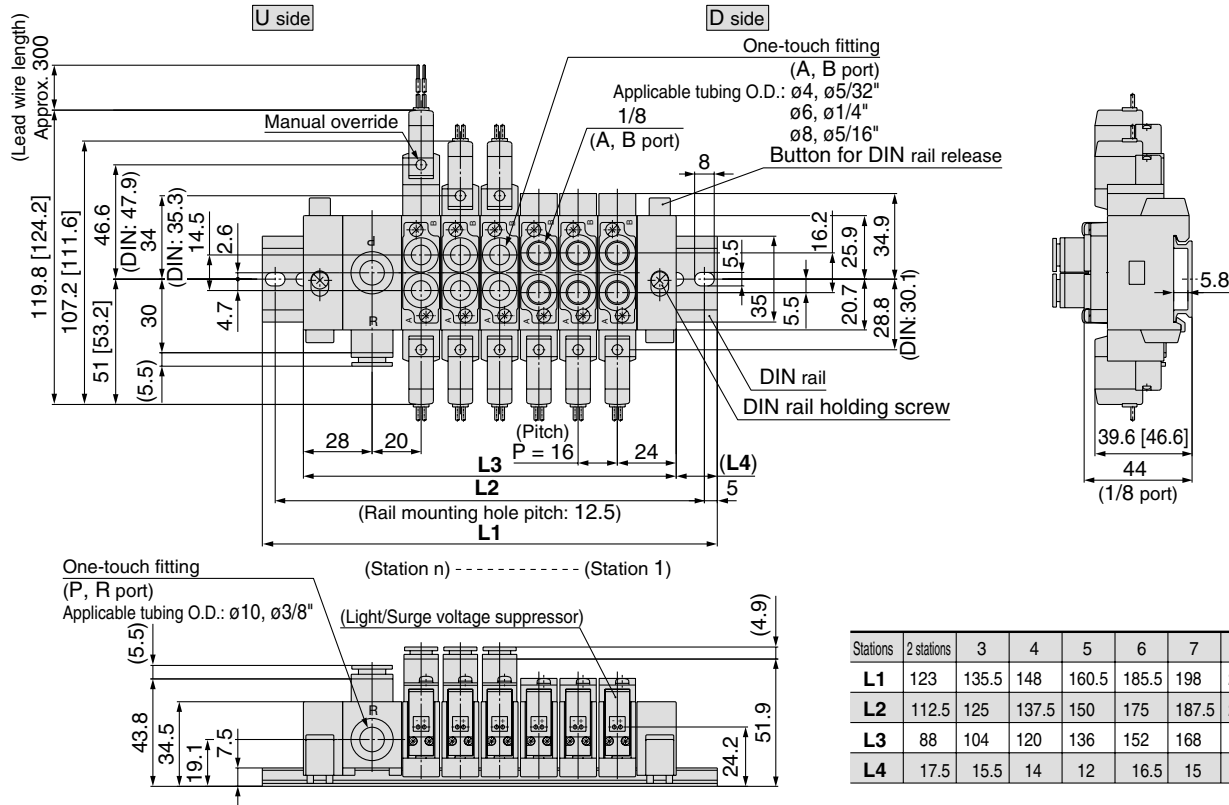 U side
D side
(Lead wire length)
Approx. 300
One-touch fitting
(A, B port)
Applicable tubing O.D.: ø4, ø5/32"
ø6, ø1/4"
ø8, ø5/16"
1/8
(A, B port)
Manual override
Button for DIN rail release
8
119.8 [124.2]
107.2 [111.6]
46.6
(DIN: 47.9)
34
(DIN: 35.3)
14.5
2.6
51 [53.2]
30
4.7
(5.5)
5.5
16.2
25.9
34.9
35
5.5
20.7
28.8
(DIN: 30.1)
P
R
B
B
B
B
B
B
A
A
A
A
A
A
5.8
DIN rail
DIN rail holding screw
28
20
(Pitch)
P = 16
24
L3
(L4)
L2
5
(Rail mounting hole pitch: 12.5)
L1
39.6 [46.6]
44
(1/8 port)
(Station n) - - - - - - - - - - - - (Station 1)
One-touch fitting
(P, R port)
Applicable tubing O.D.: ø10, ø3/8"
(Light/Surge voltage suppressor)
(5.5)
43.8
34.5
19.1
7.5
R
(4.9)
51.9
24.2
Stations 2 stations 3 4 5 6 7
L1 123 135.5 148 160.5 185.5 198
L2 112.5 125 137.5 150 175 187.5
L3 88 104 120 136 152 168
L4 17.5 15.5 14 12 16.5 15